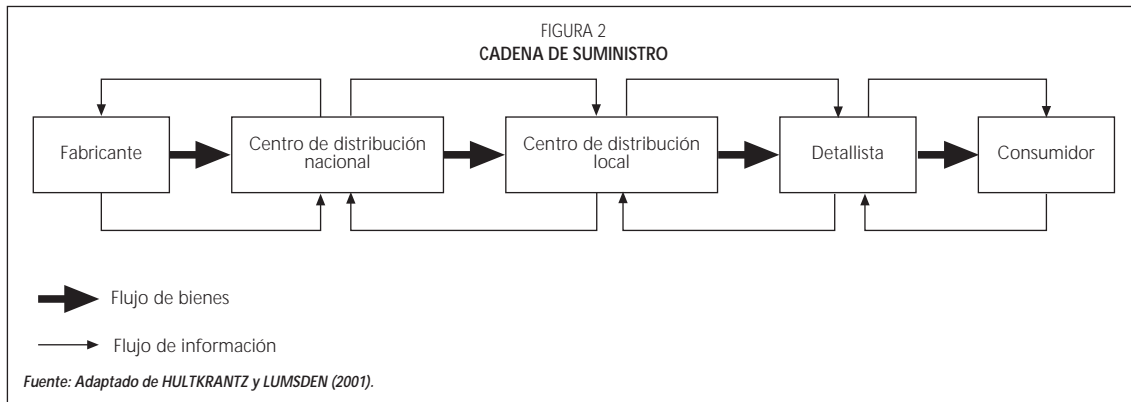 FIGURA 2
CADENA DE SUMINISTRO
Fabricante
Centro de distribución
nacional
Centro de distribución
local
Detallista
Consumidor
Flujo de bienes
Flujo de información
Fuente: Adaptado de HULTKRANTZ y LUMSDEN (2001).